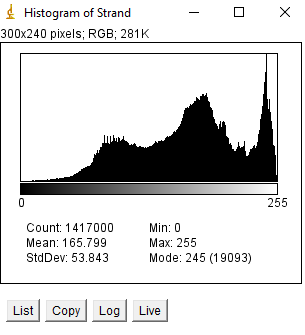 Histogram of Strand
300x240 pixels; RGB; 281K
0 255
Count: 1417000 Min: 0
Mean: 165.799 Max: 255
StdDev: 53.843 Mode: 245 (19093)
List Copy Log Live